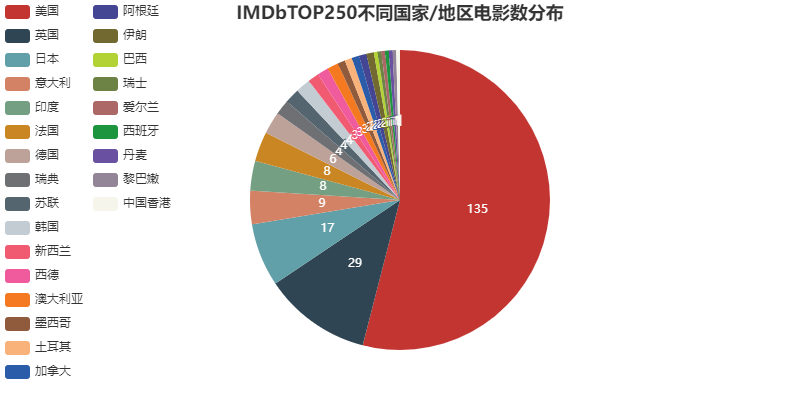 IMDbTOP250不同国家/地区电影数分布
美国
英国
日本
意大利
印度
法国
德国
瑞典
苏联
韩国
新西兰
西德
澳大利亚
墨西哥
土耳其
加拿大
阿根廷
伊朗
巴西
瑞士
爱尔兰
西班牙
丹麦
黎巴嫩
中国香港
135
29
17
9
8
8
6
4
4
4
3
3